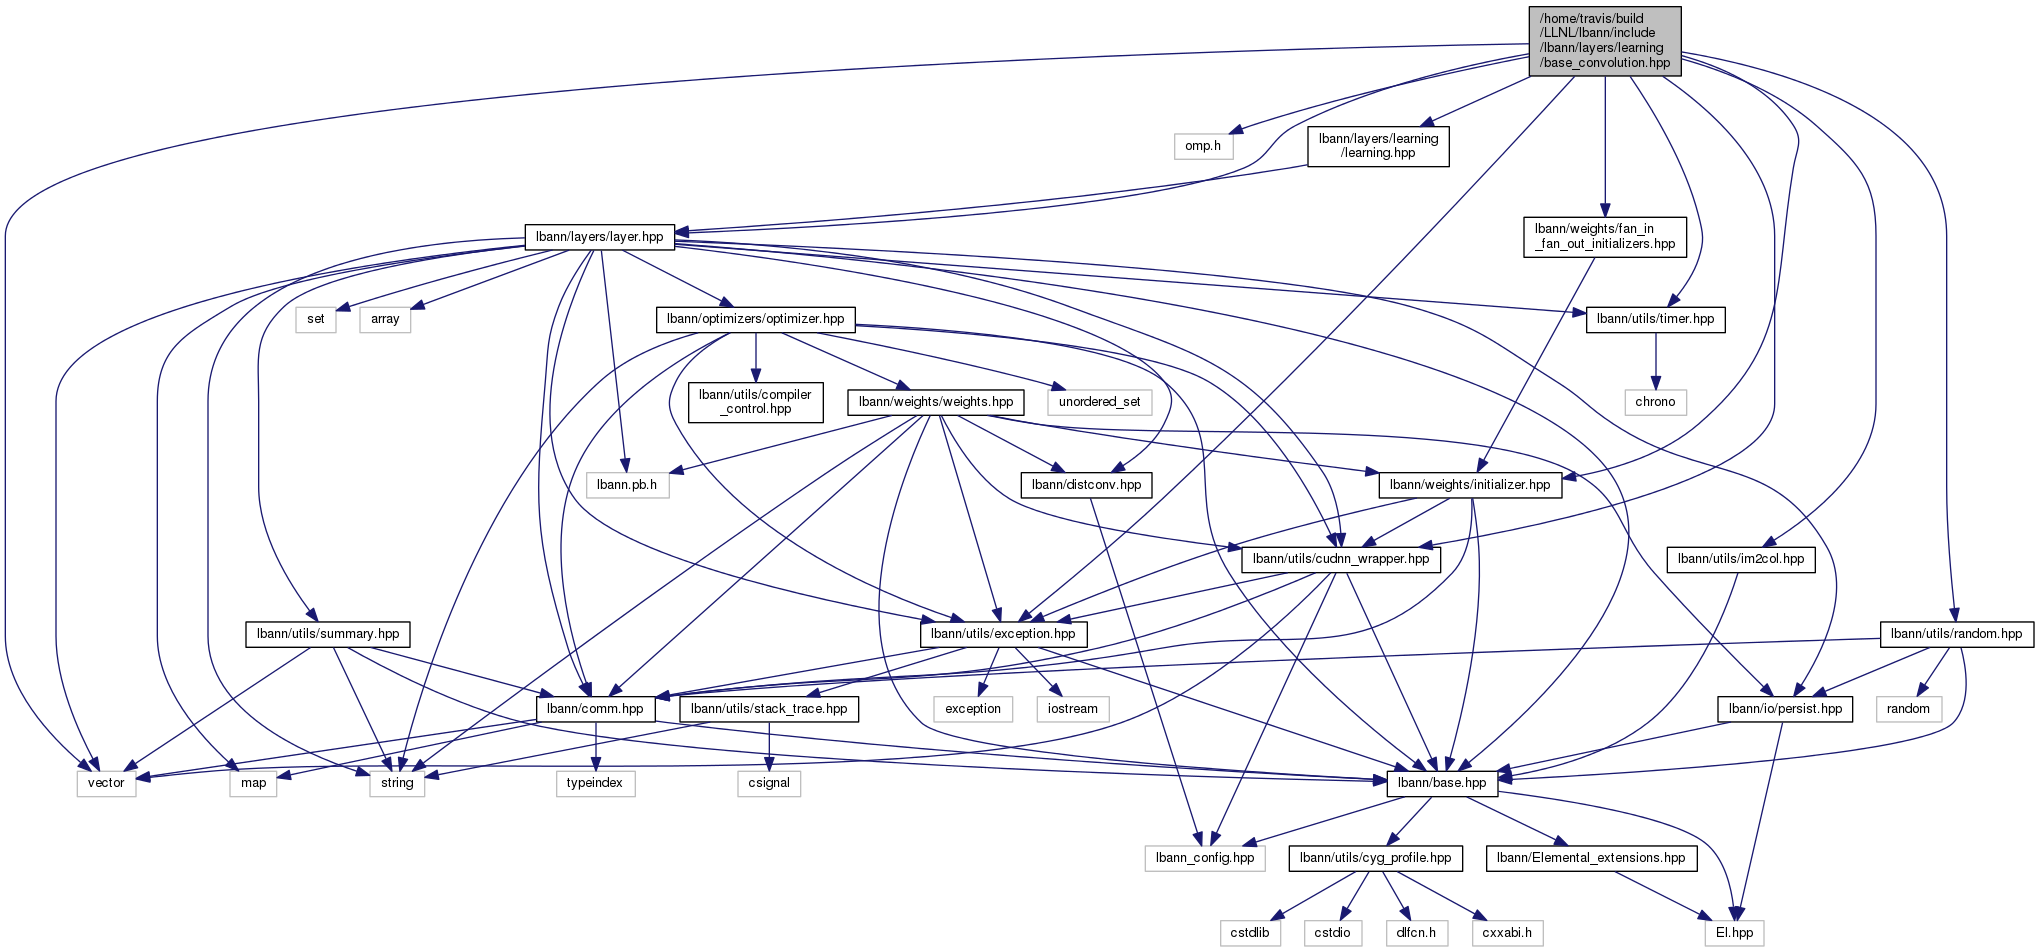 /home/travis/build
/LLNL/lbann/include
/lbann/layers/learning
/base_convolution.hpp
omp.h
lbann/layers/learning
/learning.hpp
lbann/layers/layer.hpp
lbann/weights/fan_in
_fan_out_initializers.hpp
set
array
lbann/optimizers/optimizer.hpp
lbann/utils/timer.hpp
lbann/utils/compiler
_control.hpp
lbann/weights/weights.hpp
unordered_set
chrono
lbann.pb.h
lbann/distconv.hpp
lbann/weights/initializer.hpp
lbann/utils/cudnn_wrapper.hpp
lbann/utils/im2col.hpp
lbann/utils/summary.hpp
lbann/utils/exception.hpp
lbann/utils/random.hpp
lbann/comm.hpp
lbann/utils/stack_trace.hpp
exception
iostream
lbann/io/persist.hpp
random
vector
map
string
typeindex
csignal
lbann/base.hpp
lbann_config.hpp
lbann/utils/cyg_profile.hpp
lbann/Elemental_extensions.hpp
cstdlib
cstdio
dlfcn.h
cxxabi.h
El.hpp